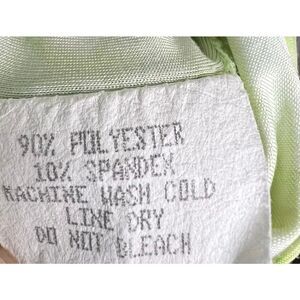 90% POLYESTER
10% SPANDEX
MACHINE WASH COLD
LINE DRY
DO NOT BLEACH